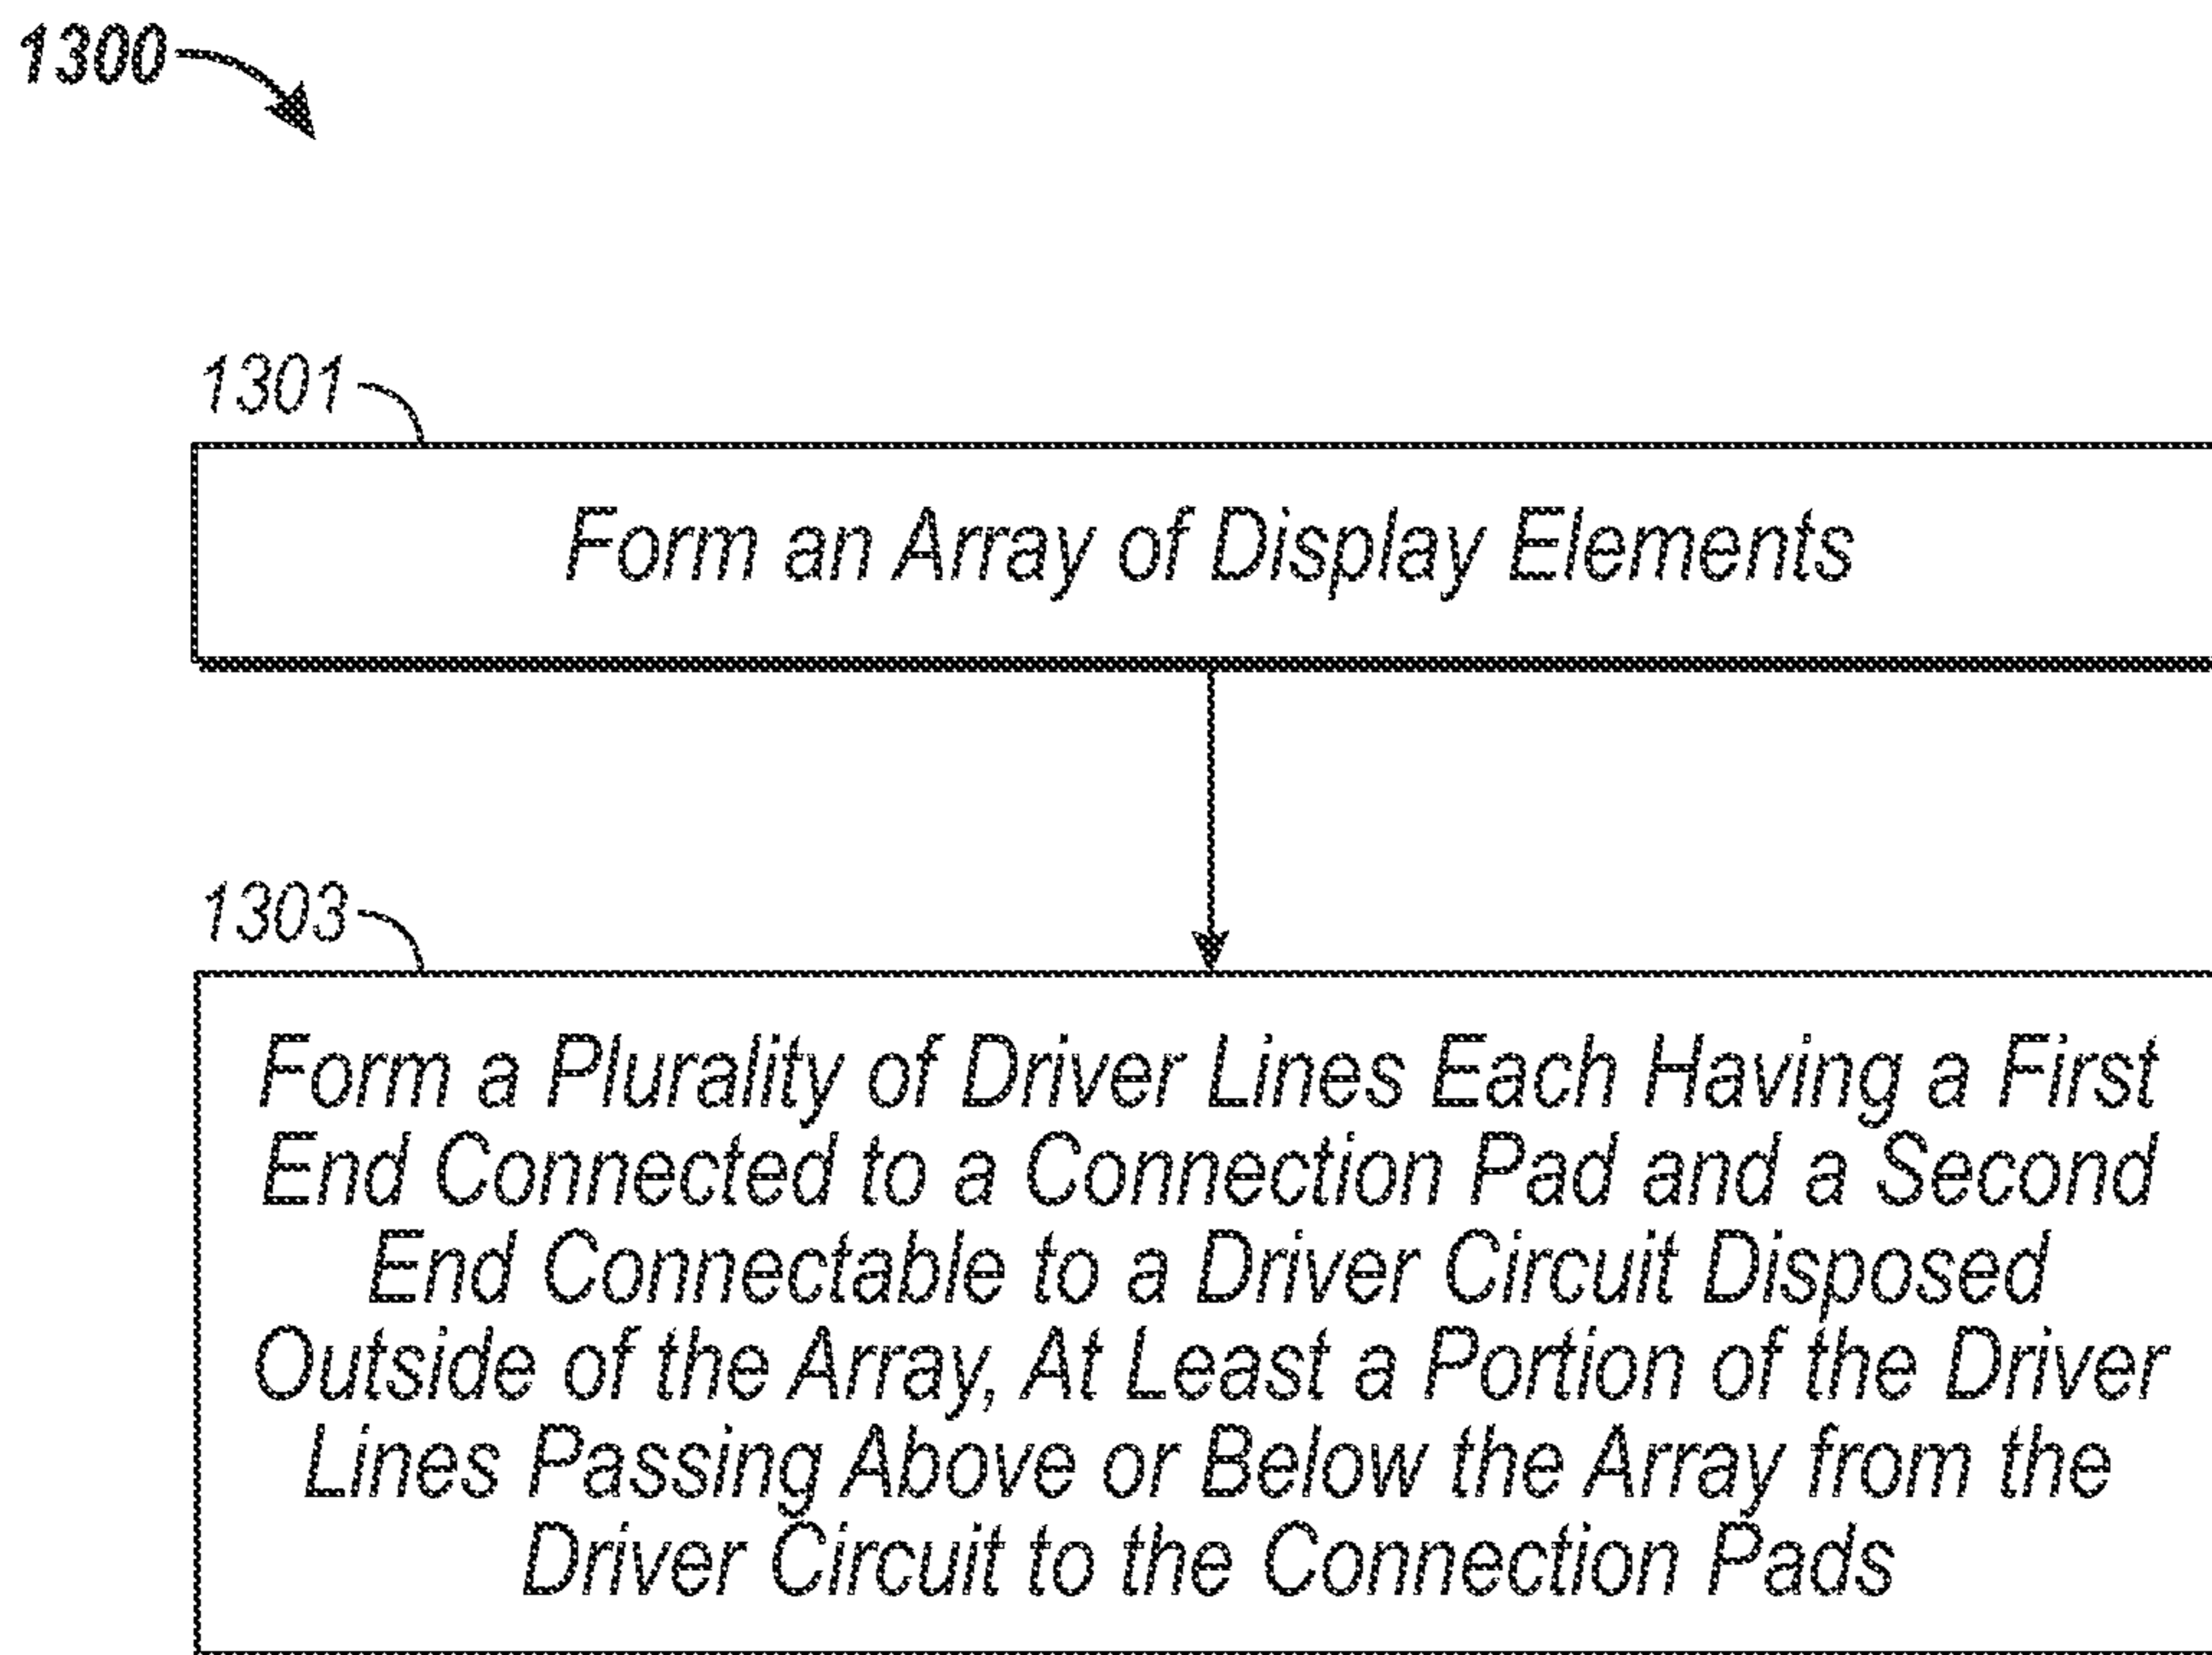 1300
1301
Form an Array of Display Elements
1303
Form a Plurality of Driver Lines Each Having a First
End Connected to a Connection Pad and a Second
End Connectable to a Driver Circuit Disposed
Outside of the Array, At Least a Portion of the Driver
Lines Passing Above or Below the Array from the
Driver Circuit to the Connection Pads